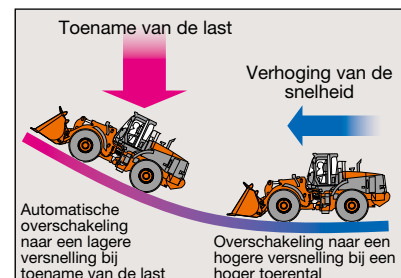 Toename van de last
Verhoging van de
snelheid
Automatische
overschakeling
naar een lagere
versnelling bij
toename van de last
Overschakeling naar een
hogere versnelling bij een
hoger toerental